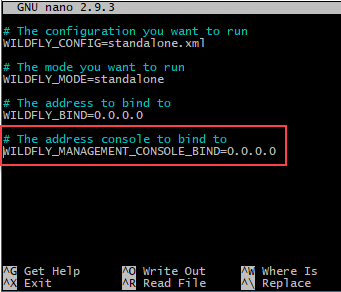 GNU nano 2.9.3
# The configuration you want to run
WILDFLY_CONFIG=standalone.xml
# The mode you want to run
WILDFLY_MODE=standalone
# The address to bind to
WILDFLY_BIND=0.0.0.0
# The address console to bind to
WILDFLY_MANAGEMENT_CONSOLE_BIND=0.0.0.0
^G Get Help ^O Write Out ^W Where Is
^X Exit ^R Read File ^\ Replace